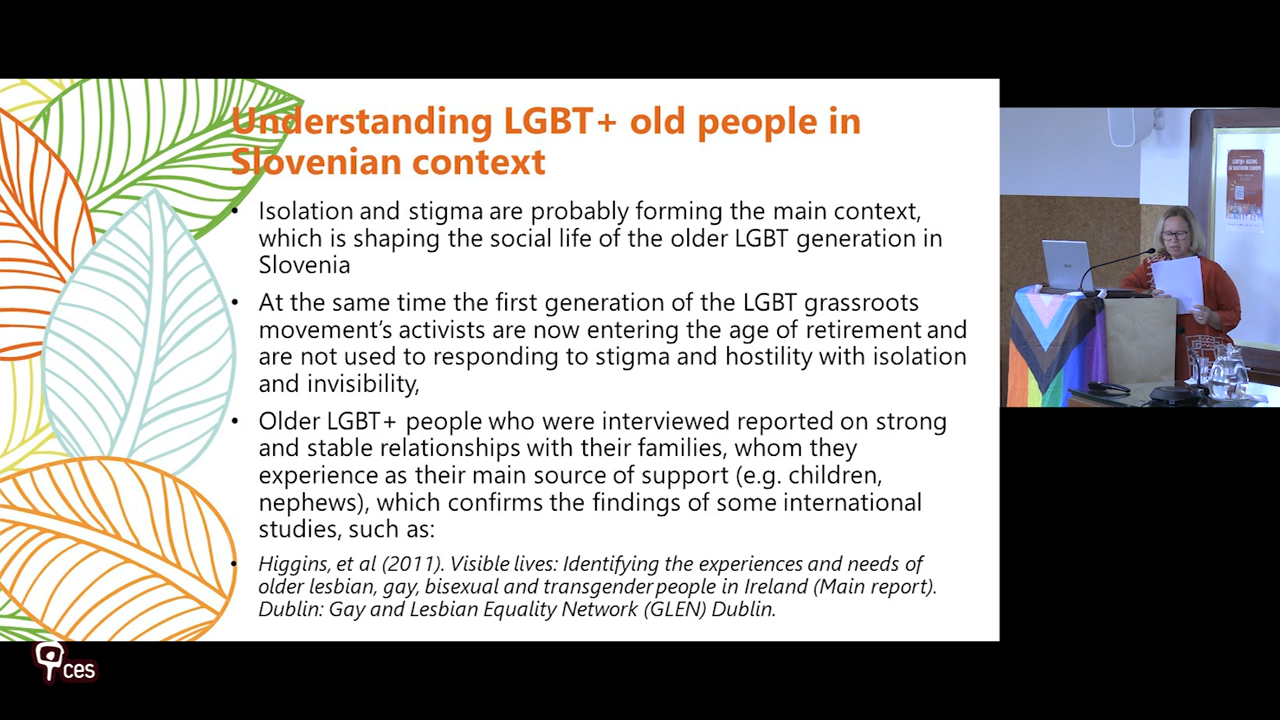 Understanding LGBT+ old people in
Slovenian context
• Isolation and stigma are probably forming the main context,
which is shaping the social life of the older LGBT generation in
Slovenia
• At the same time the first generation of the LGBT grassroots
movement's activists are now entering the age of retirement and
are not used to responding to stigma and hostility with isolation
and invisibility,
• Older LGBT+ people who were interviewed reported on strong
and stable relationships with their families, whom they
experience as their main source of support (e.g. children,
nephews), which confirms the findings of some international
studies, such as:
• Higgins, et al (2011). Visible lives: Identifying the experiences and needs of
older lesbian, gay, bisexual and transgender people in Ireland (Main report).
Dublin: Gay and Lesbian Equality Network (GLEN) Dublin.
LGBTQI+ AGEING
IN SOUTHERN EUROPE
ces